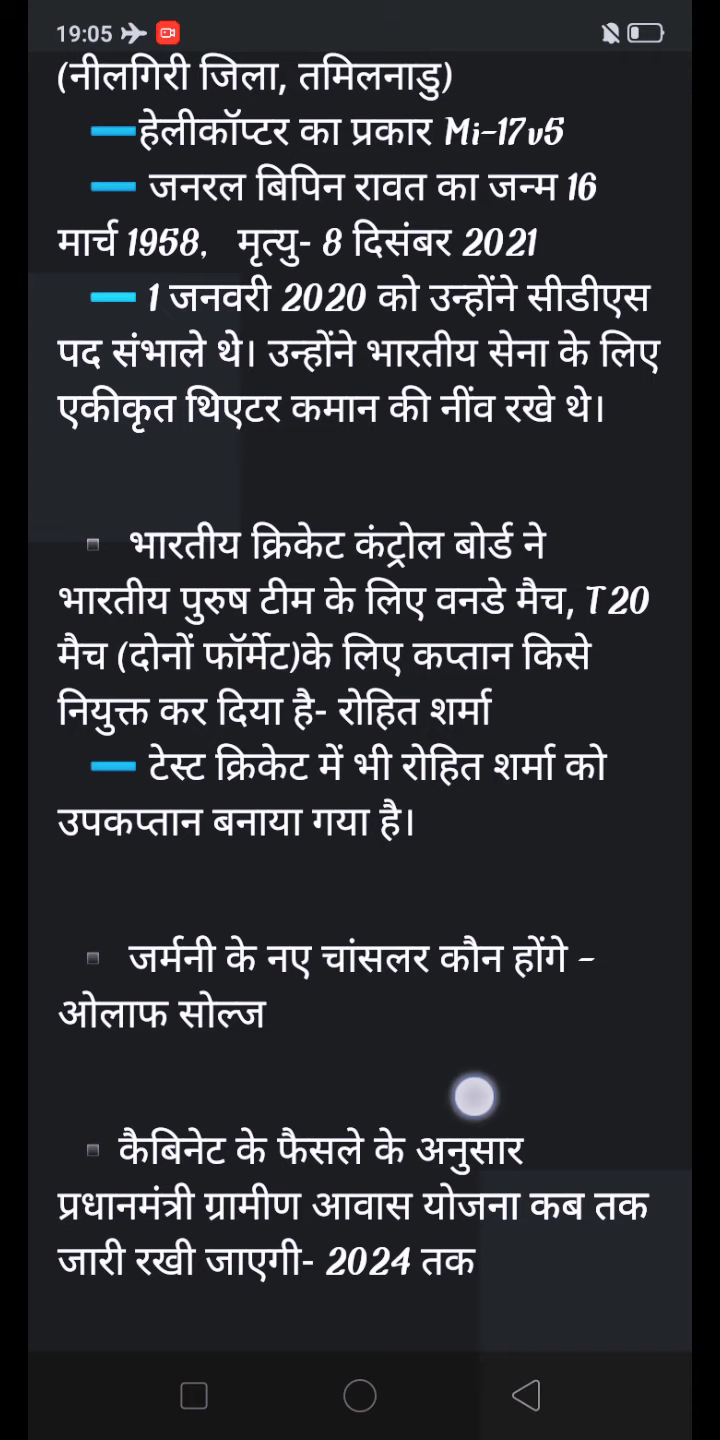 19:05
(नीलगिरी जिला, तमिलनाडु)
हेलीकॉप्टर का प्रकार Mi-17v5
जनरल बिपिन रावत का जन्म 16
मार्च 1958,   मृत्यु- 8 दिसंबर 2021
1 जनवरी 2020 को उन्होंने सीडीएस
पद संभाले थे। उन्होंने भारतीय सेना के लिए
एकीकृत थिएटर कमान की नींव रखे थे।
▪ भारतीय क्रिकेट कंट्रोल बोर्ड ने
भारतीय पुरुष टीम के लिए वनडे मैच, T20
मैच (दोनों फॉर्मेट)के लिए कप्तान किसे
नियुक्त कर दिया है- रोहित शर्मा
टेस्ट क्रिकेट में भी रोहित शर्मा को
उपकप्तान बनाया गया है।
▪ जर्मनी के नए चांसलर कौन होंगे -
ओलाफ सोल्ज
▪ कैबिनेट के फैसले के अनुसार
प्रधानमंत्री ग्रामीण आवास योजना कब तक
जारी रखी जाएगी- 2024 तक